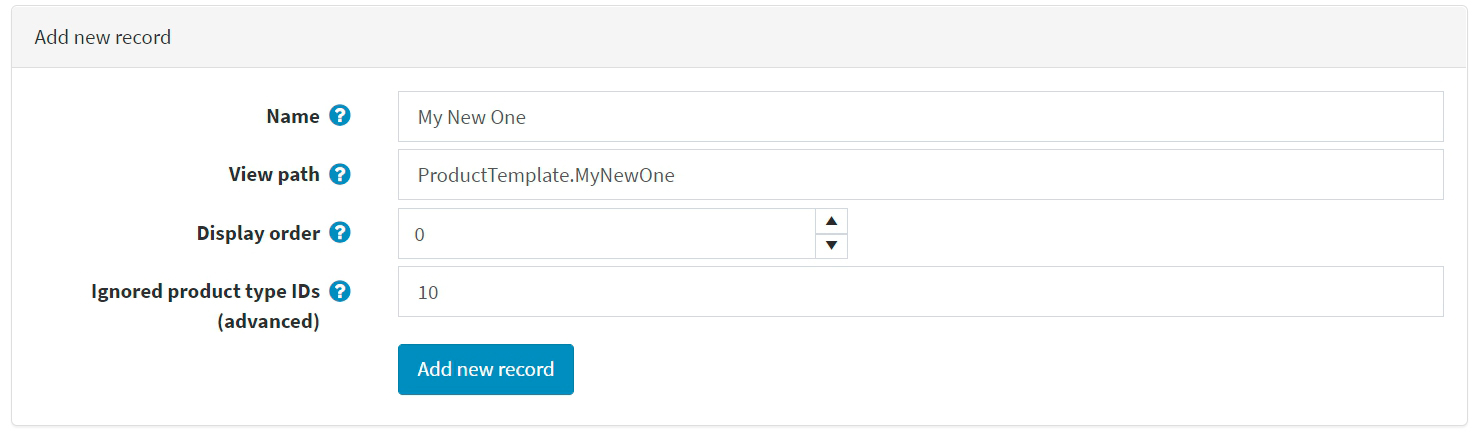 Add new record
Name ?
My New One
View path ?
ProductTemplate.MyNewOne
Display order ?
0
Ignored product type IDs ?
(advanced)
10
Add new record